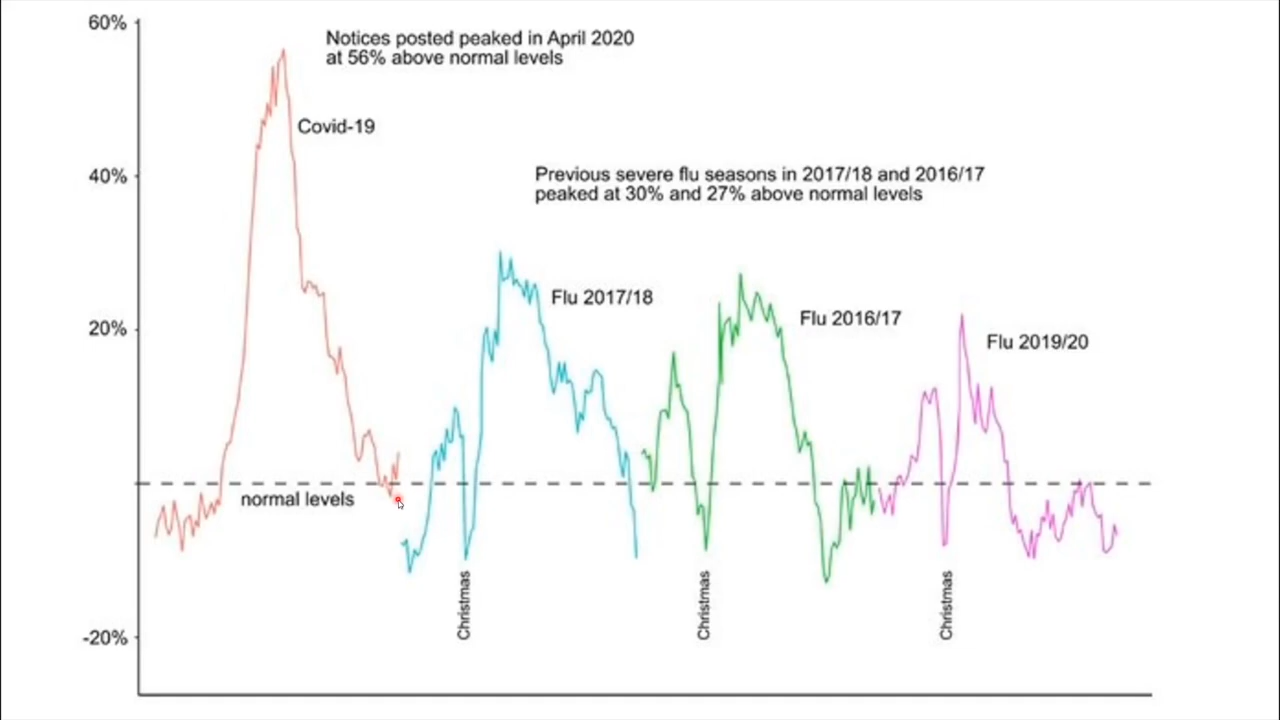 60%
Notices posted peaked in April 2020
at 56% above normal levels
Covid-19
40%
Previous severe flu seasons in 2017/18 and 2016/17
peaked at 30% and 27% above normal levels
Flu 2017/18
20%
Flu 2016/17
Flu 2019/20
normal levels
Christmas
Christmas
Christmas
-20%